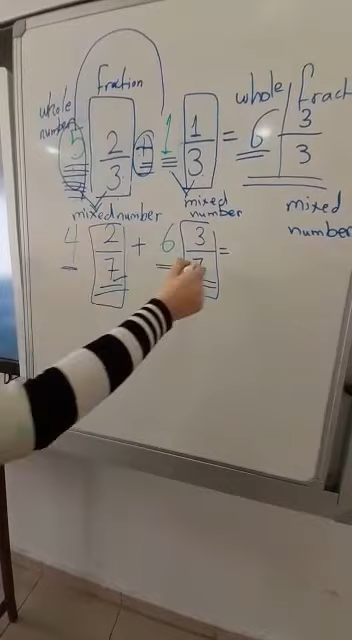 fraction
whole number
5 2/3 + 1 1/3 = 6 3/3
whole fract
mixed number
mixed number
mixed number
4 2/7 + 6 3/7 =